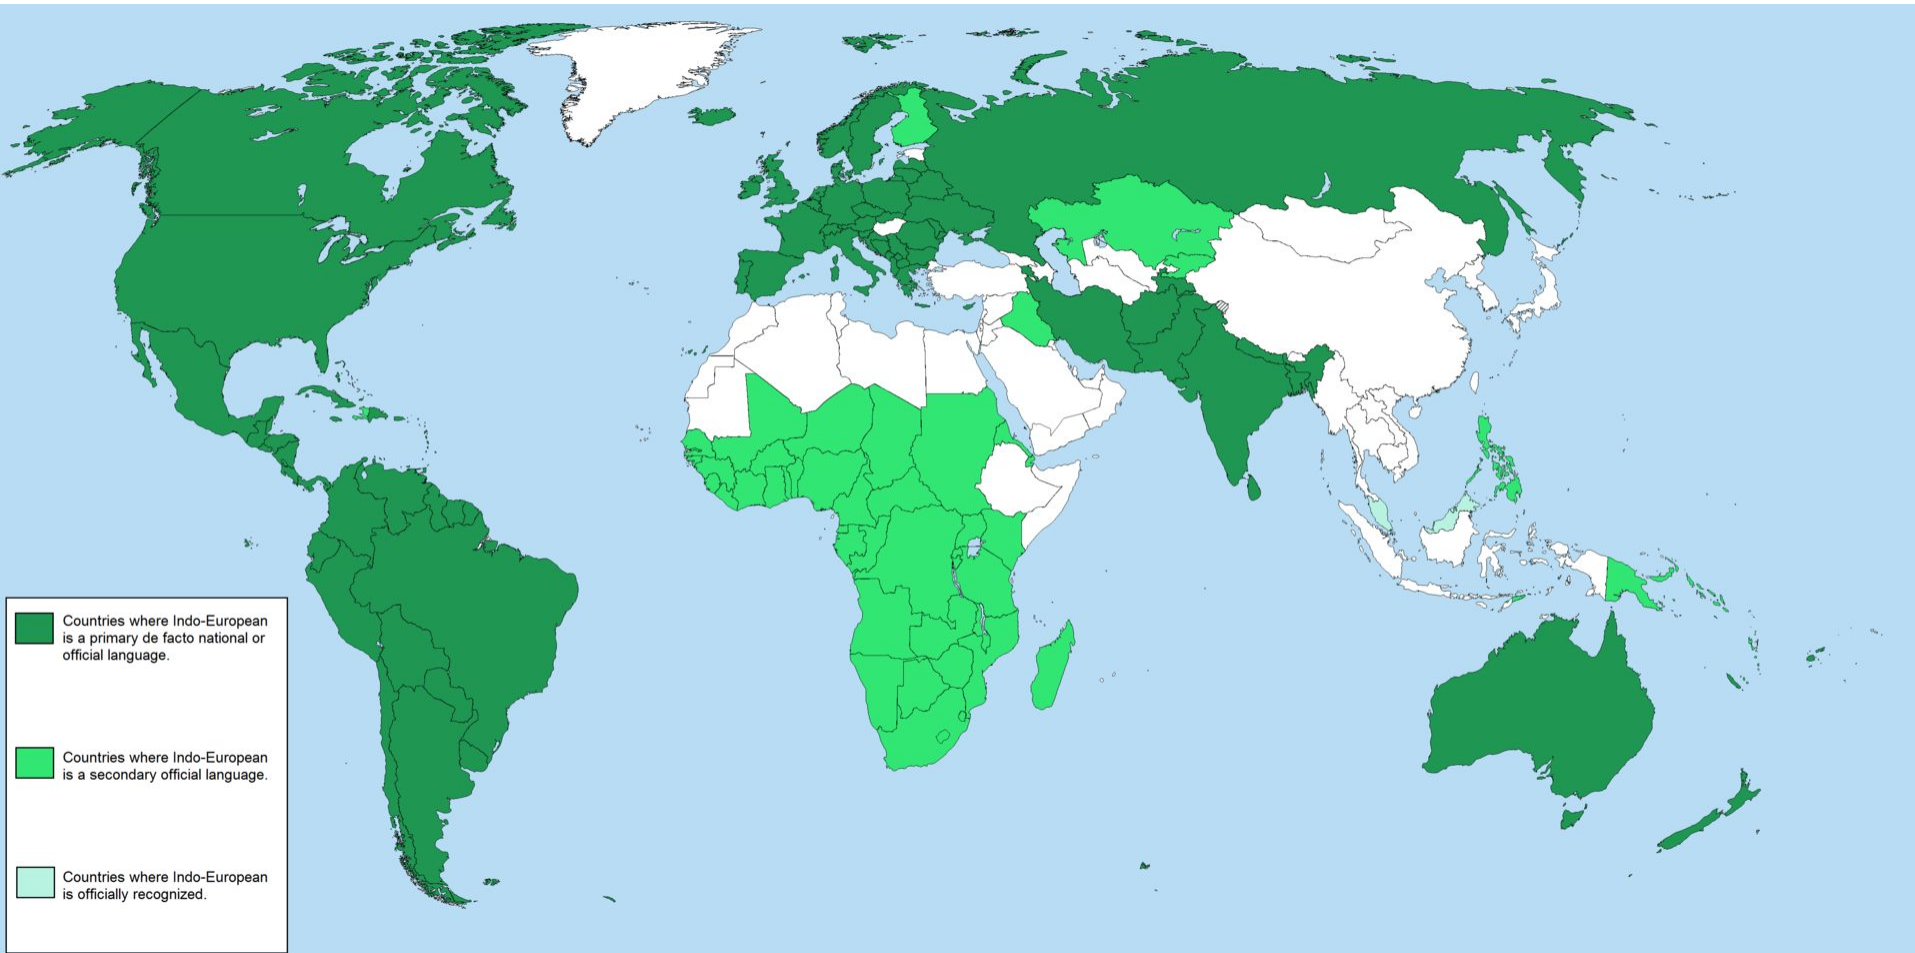 Countries where Indo-European
is a primary de facto national or
official language.
Countries where Indo-European
is a secondary official language.
Countries where Indo-European
is officially recognized.